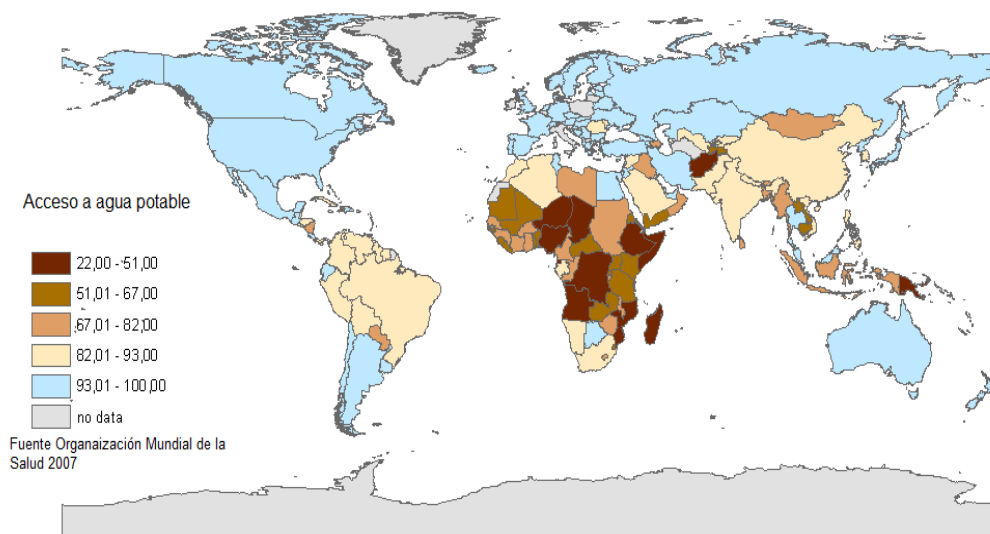 Acceso a agua potable
22,00 - 51,00
51,01 - 67,00
67,01 - 82,00
82,01 - 93,00
93,01 - 100,00
no data
Fuente Organaización Mundial de la
Salud 2007